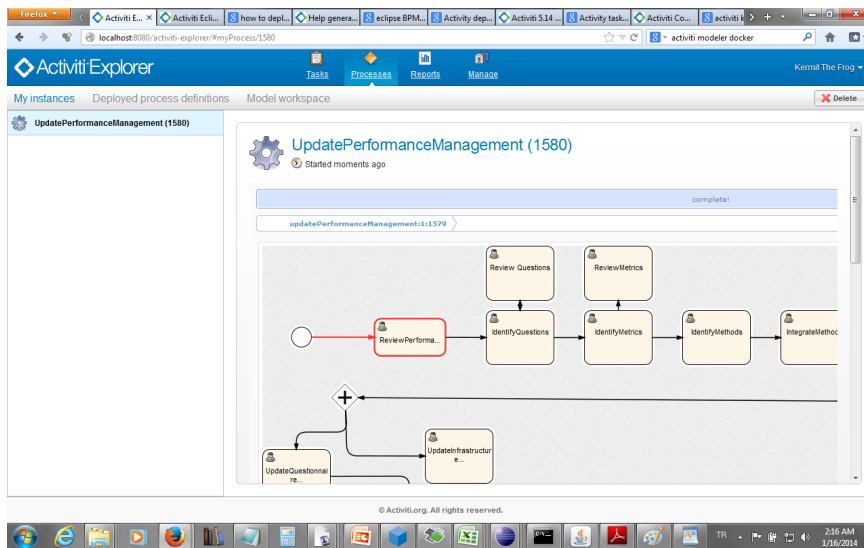 Firefox
Activiti E...
Activiti Ecli...
how to depl...
Help genera...
eclipse BPM...
Activity dep...
Activiti 5.14 ...
Activity task...
Activiti Co...
activiti k
localhost:8080/activiti-explorer/#myProcess/1580
activiti modeler docker
Activiti Explorer
Tasks
Processes
Reports
Manage
Kermit The Frog
My instances
Deployed process definitions
Model workspace
Delete
UpdatePerformanceManagement (1580)
UpdatePerformanceManagement (1580)
Started moments ago
complete!
updatePerformanceManagement:1:1579
Review Questions
ReviewMetrics
ReviewPerforma...
IdentifyQuestions
IdentifyMetrics
IdentifyMethods
IntegrateMethod
UpdateQuestionnai
re...
UpdateInfrastructur
e...
© Activiti.org. All rights reserved.
TR
2:16 AM
1/16/2014